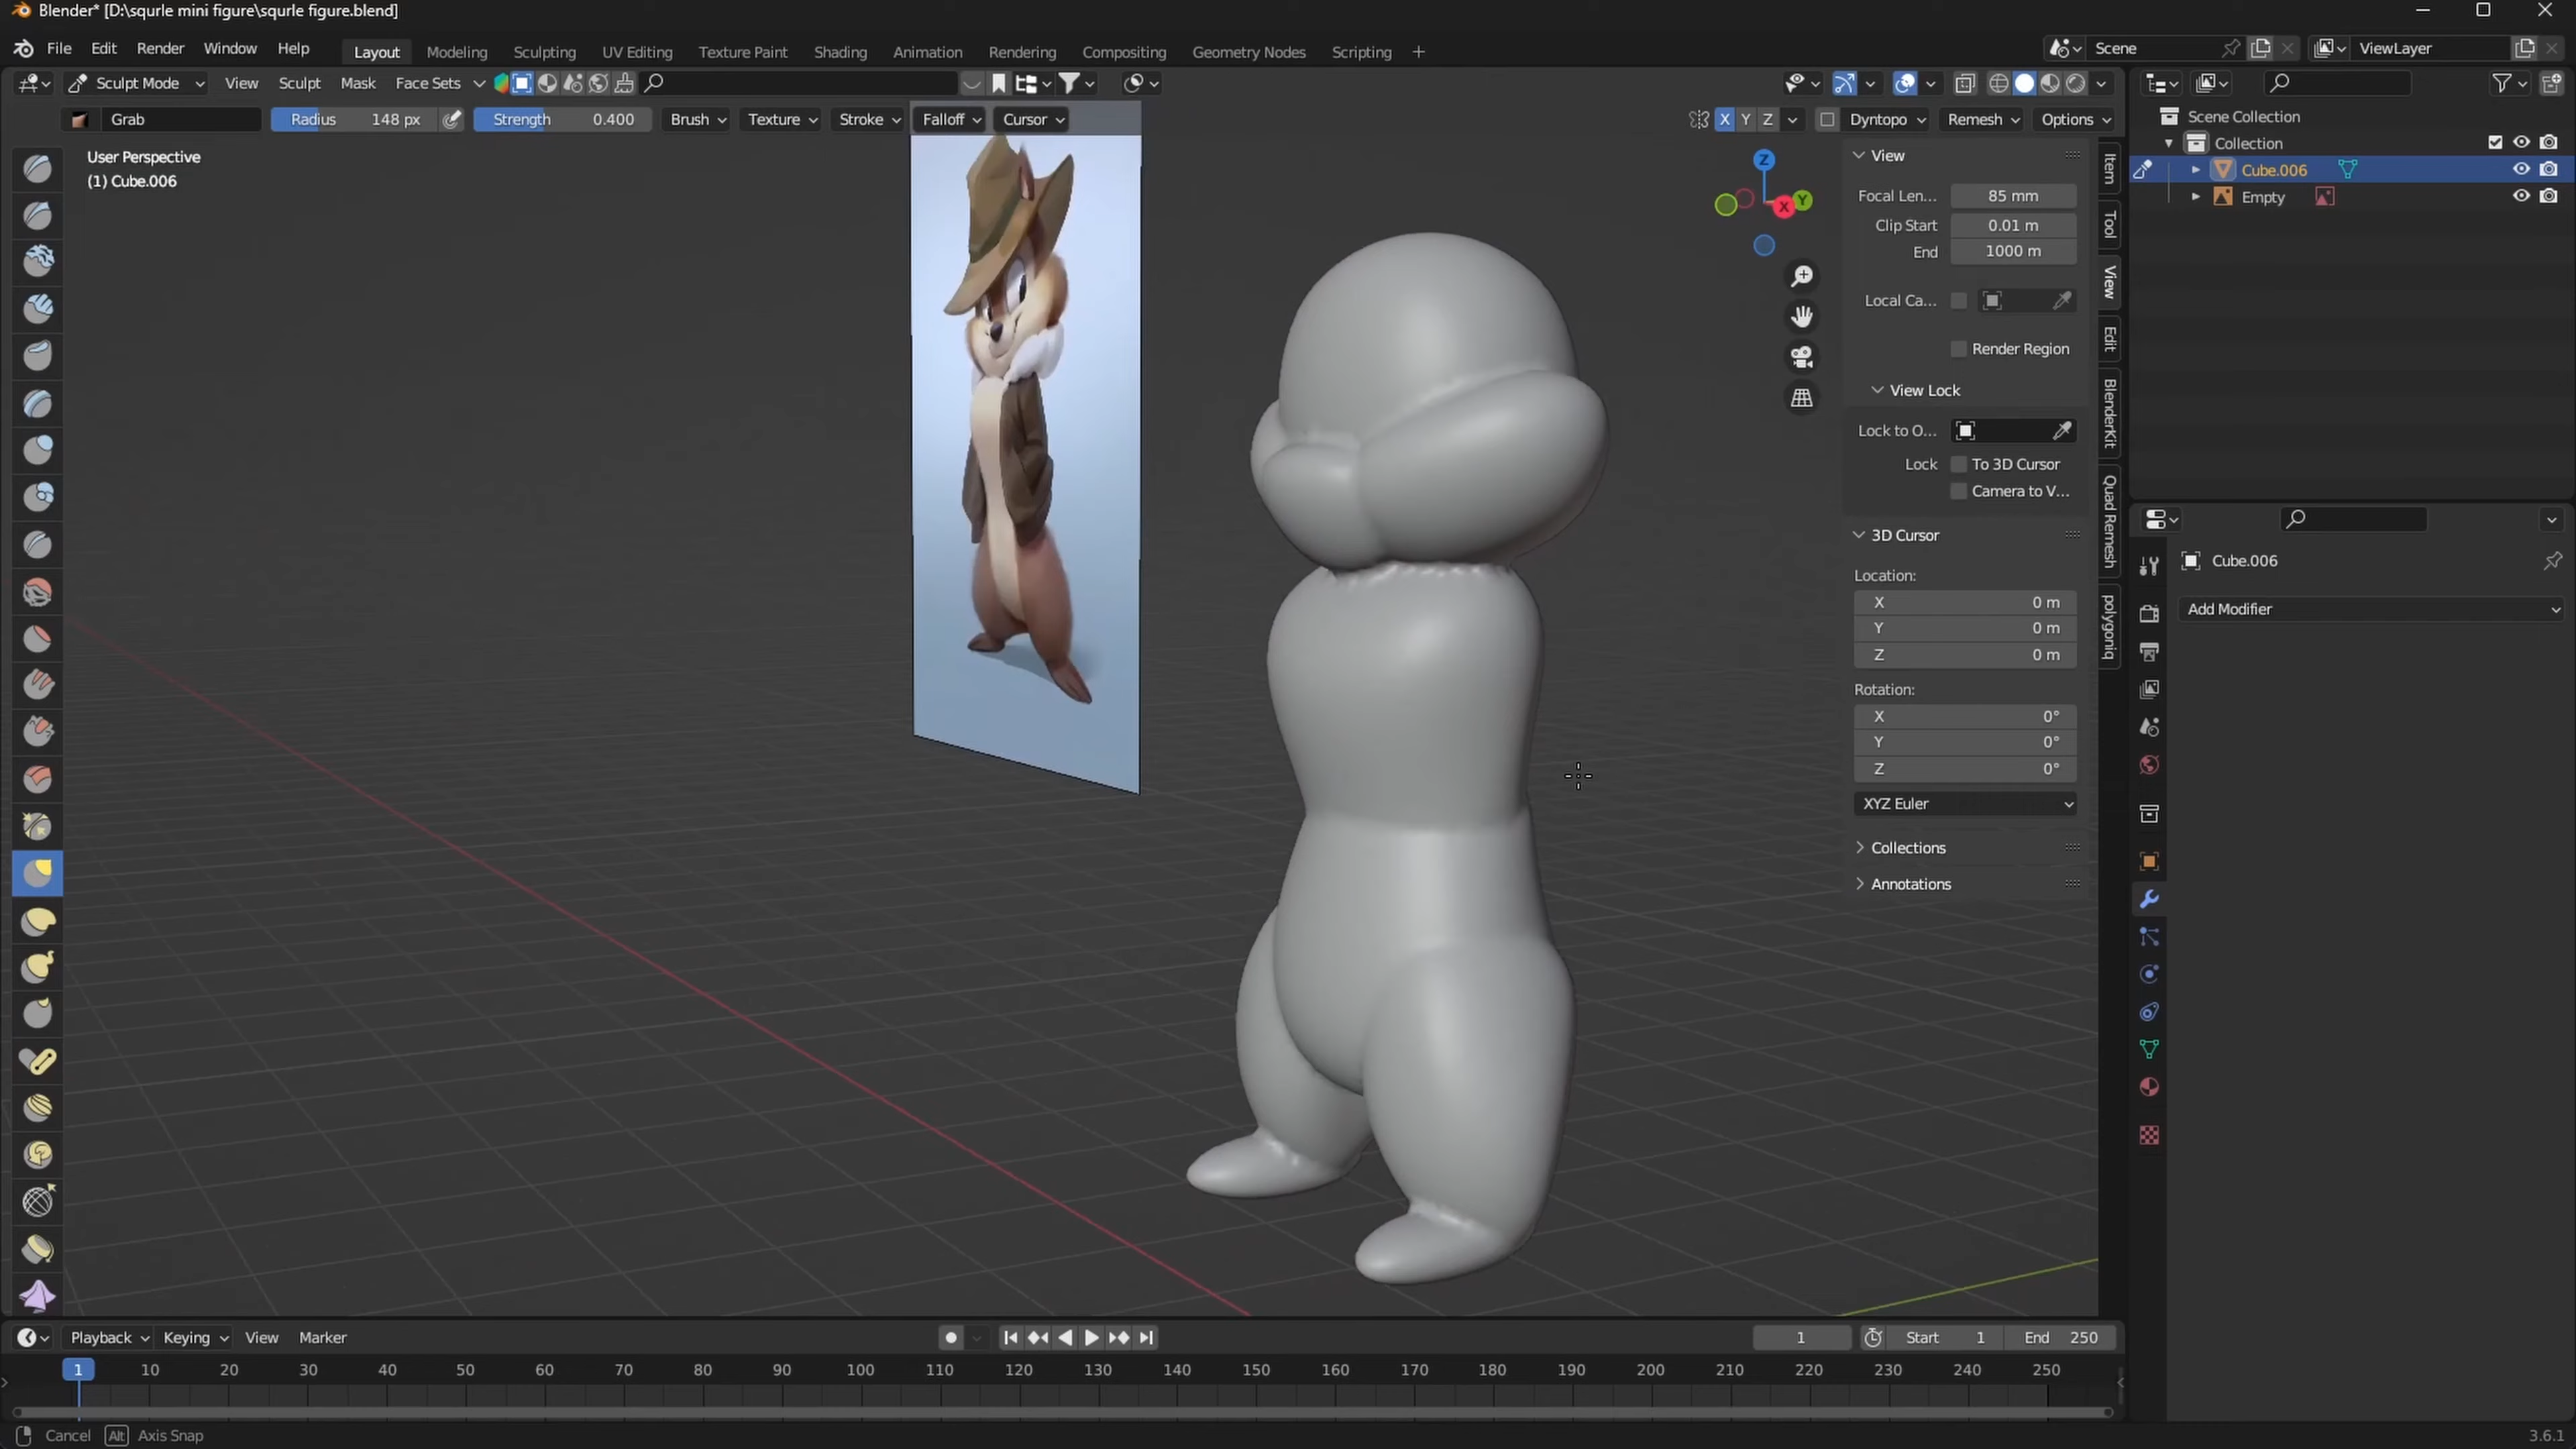 Blender* [D:\squrle mini figure\squrle figure.blend]
File Edit Render Window Help Layout Modeling Sculpting UV Editing Texture Paint Shading Animation Rendering Compositing Geometry Nodes Scripting + Scene ViewLayer
Sculpt Mode View Sculpt Mask Face Sets
Grab Radius 148 px Strength 0.400 Brush Texture Stroke Falloff Cursor X Y Z Dyntopo Remesh Options
User Perspective
(1) Cube.006
Z
Y
X
View
Focal Len... 85 mm
Clip Start 0.01 m
End 1000 m
Local Ca...
Render Region
View Lock
Lock to O...
Lock To 3D Cursor
Camera to V...
3D Cursor
Location:
X 0 m
Y 0 m
Z 0 m
Rotation:
X 0°
Y 0°
Z 0°
XYZ Euler
Collections
Annotations
Item
Tool
View
Edit
BlenderKit
Quad Remesh
polygoniq
Scene Collection
Collection
Cube.006
Empty
Cube.006
Add Modifier
Playback Keying View Marker 1 Start 1 End 250
1 10 20 30 40 50 60 70 80 90 100 110 120 130 140 150 160 170 180 190 200 210 220 230 240 250
Cancel Alt Axis Snap 3.6.1